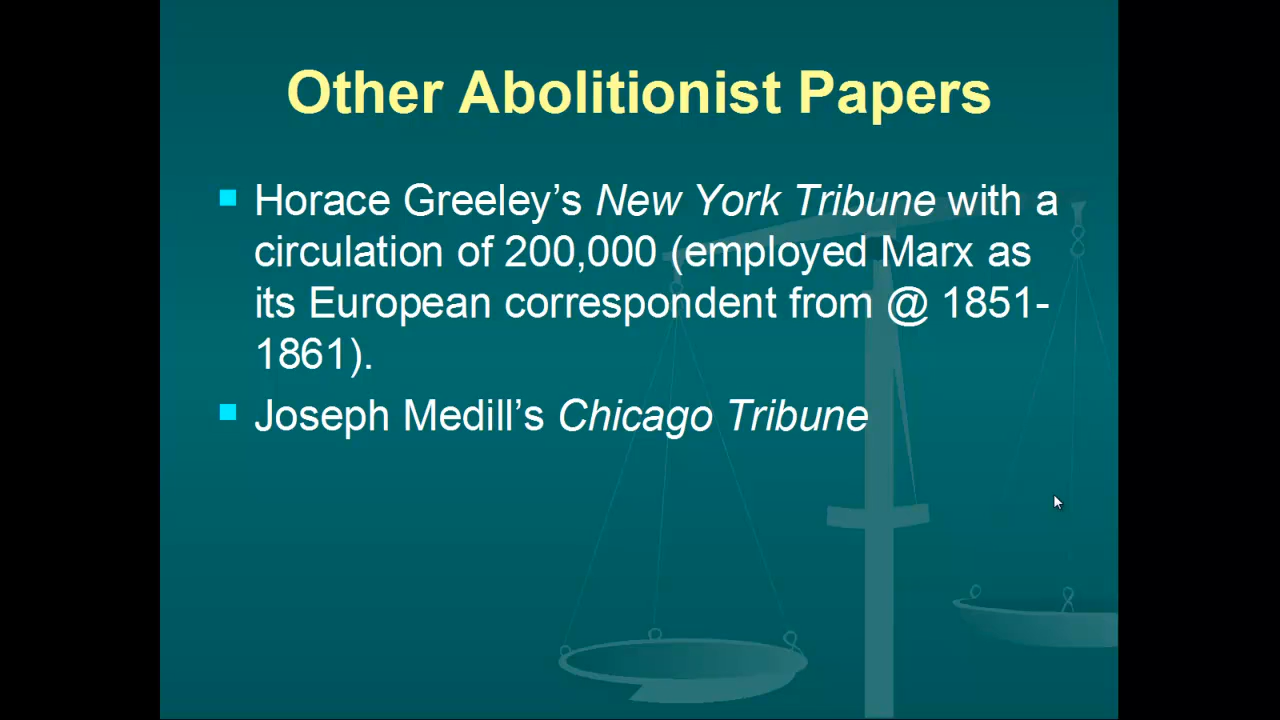 Other Abolitionist Papers
Horace Greeley’s New York Tribune with a
circulation of 200,000 (employed Marx as
its European correspondent from @ 1851-
1861).
Joseph Medill’s Chicago Tribune